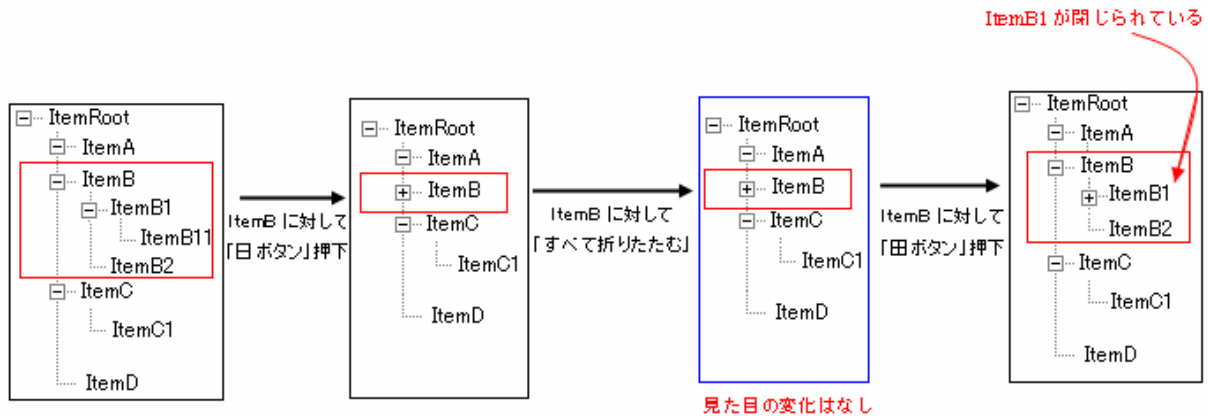 ItemB1 が閉じられている
ItemRoot
ItemA
ItemB
ItemB1
ItemB11
ItemB2
ItemC
ItemC1
ItemD
ItemB に対して
「日 ボタン」押下
ItemRoot
ItemA
ItemB
ItemC
ItemC1
ItemD
ItemB に対して
「すべて折りたたむ」
ItemRoot
ItemA
ItemB
ItemC
ItemC1
ItemD
見た目の変化はなし
ItemB に対して
「田 ボタン」押下
ItemRoot
ItemA
ItemB
ItemB1
ItemB2
ItemC
ItemC1
ItemD